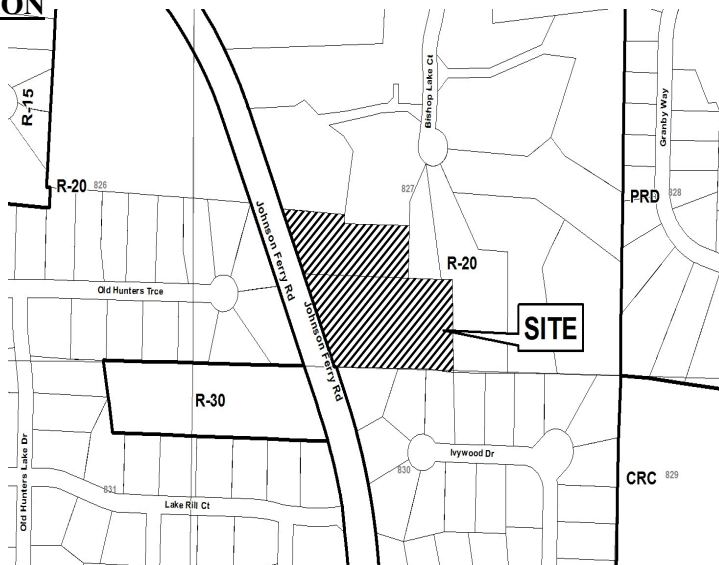 ON
R-15
R-20
826
Johnson Ferry Rd
Bishop Lake Ct
827
Granby Way
PRD
828
R-20
Old Hunters Trce
Johnson Ferry Rd
SITE
R-30
Old Hunters Lake Dr
831
Lake Rill Ct
830
Ivywood Dr
CRC
829